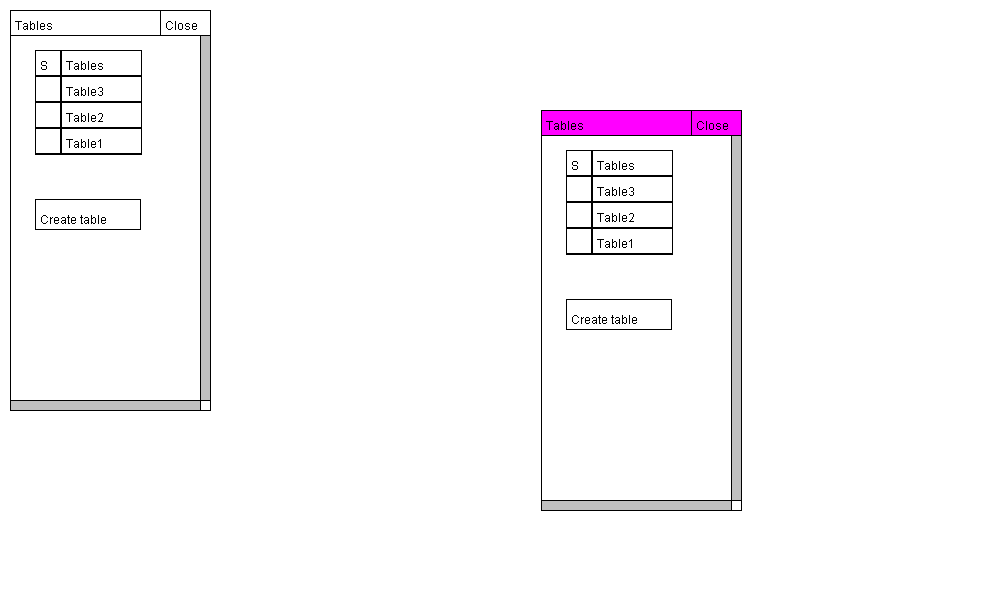 Tables Close
S Tables
Table3
Table2
Table1
Create table
Tables Close
S Tables
Table3
Table2
Table1
Create table